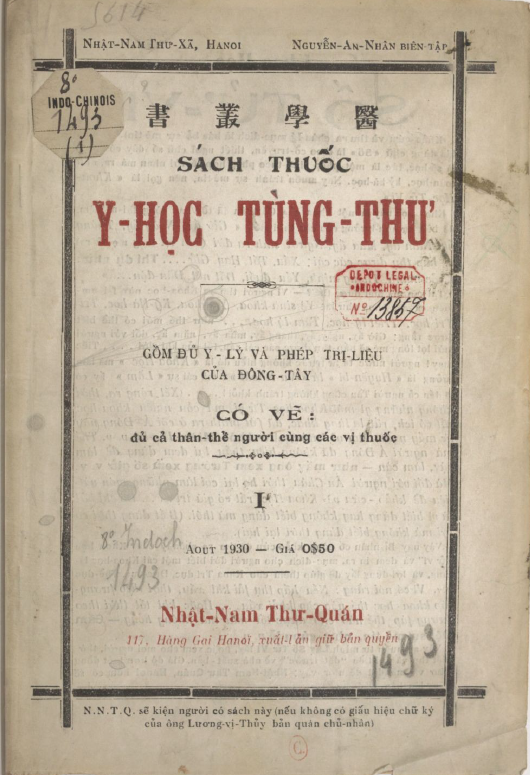 5614
NHẬT-NAM THƯ-XÃ, HANOI NGUYỄN-AN-NHÂN BIÊN TẬP
8º
INDO-CHINOIS
1493
(1)
書叢學醫
SÁCH THUỐC
Y-HỌC TÙNG-THƯ
DEPOT LEGAL
INDOCHINE
Nº 13857
GỒM ĐỦ Y-LÝ VÀ PHÉP TRỊ-LIỆU
CỦA ĐÔNG-TÂY
CÓ VẼ :
đủ cả thân-thể người cùng các vị thuốc
Iº
AOUT 1930 — GIÁ 0$50
8º Indoch
1493
Nhật-Nam Thư-Quán
117, Hàng Gai Hanoi, xuất-bản giữ bản quyền
1493
N.N.T.Q. sẽ kiện người có sách này (nếu không có giấu hiệu chữ ký
của ông Lương-vị-Thủy bản quán chủ-nhân)
C